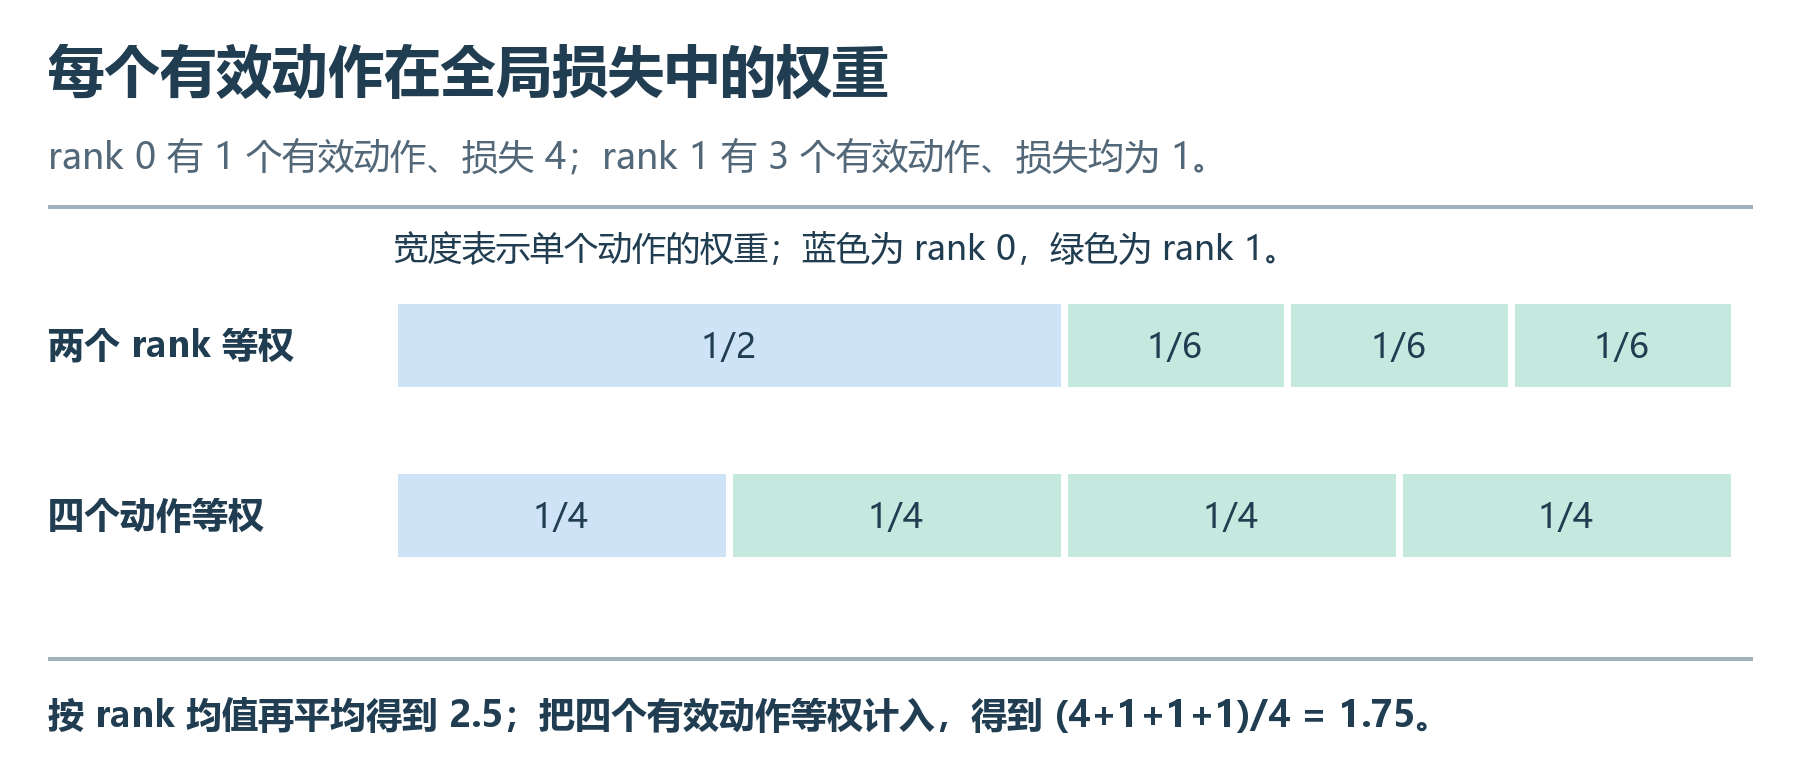 每个有效动作在全局损失中的权重
rank 0 有 1 个有效动作、损失 4；rank 1 有 3 个有效动作、损失均为 1。
宽度表示单个动作的权重；蓝色为 rank 0，绿色为 rank 1。
两个 rank 等权
1/2
1/6
1/6
1/6
四个动作等权
1/4
1/4
1/4
1/4
按 rank 均值再平均得到 2.5；把四个有效动作等权计入，得到 (4+1+1+1)/4 = 1.75。